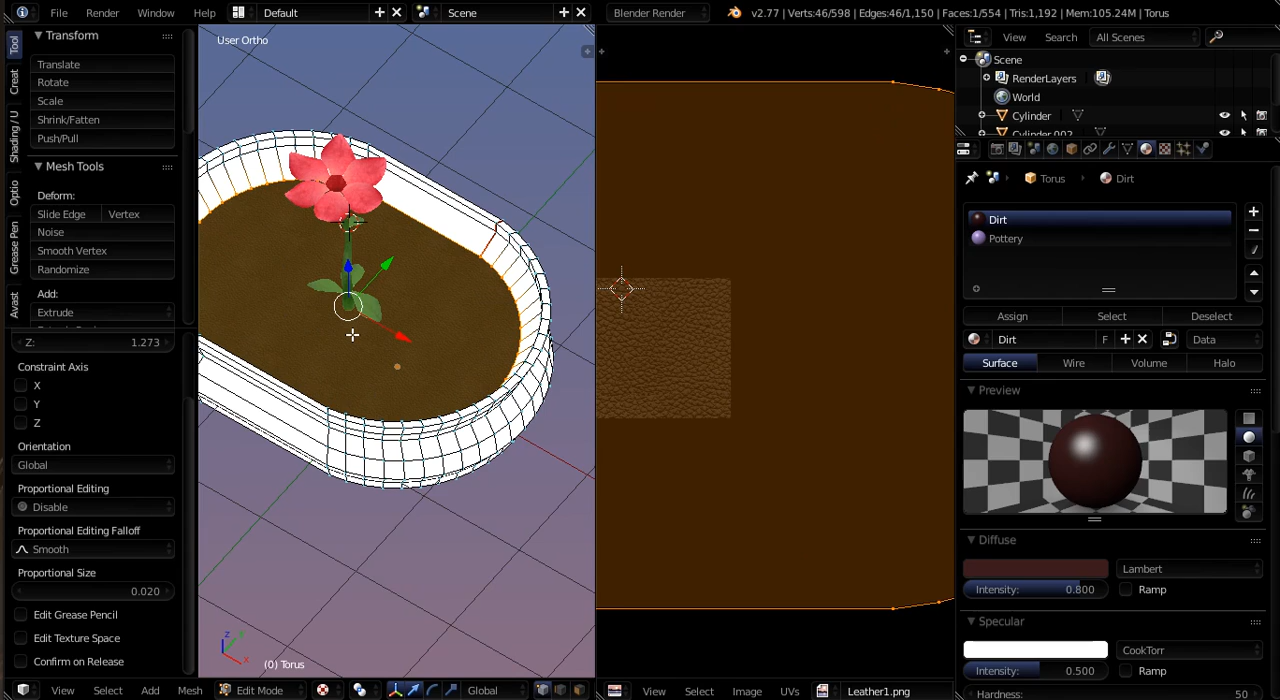 File Render Window Help Default Scene Blender Render v2.77 | Verts:46/598 | Edges:46/1,150 | Faces:1/554 | Tris:1,192 | Mem:105.24M | Torus
Tool
Creat
Shading / U
Optio
Grease Pen
Avast
Transform
Translate
Rotate
Scale
Shrink/Fatten
Push/Pull
Mesh Tools
Deform:
Slide Edge Vertex
Noise
Smooth Vertex
Randomize
Add:
Extrude
Z: 1.273
Constraint Axis
X
Y
Z
Orientation
Global
Proportional Editing
Disable
Proportional Editing Falloff
Smooth
Proportional Size
0.020
Edit Grease Pencil
Edit Texture Space
Confirm on Release
User Ortho
z
y
x
(0) Torus
View Select Add Mesh Edit Mode Global
View Select Image UVs Leather1.png
View Search All Scenes
Scene
RenderLayers
World
Cylinder
Cylinder.002
Torus Dirt
Dirt
Pottery
Assign Select Deselect
Dirt F Data
Surface Wire Volume Halo
Preview
Diffuse
Lambert
Intensity: 0.800 Ramp
Specular
CookTorr
Intensity: 0.500 Ramp
Hardness: 50